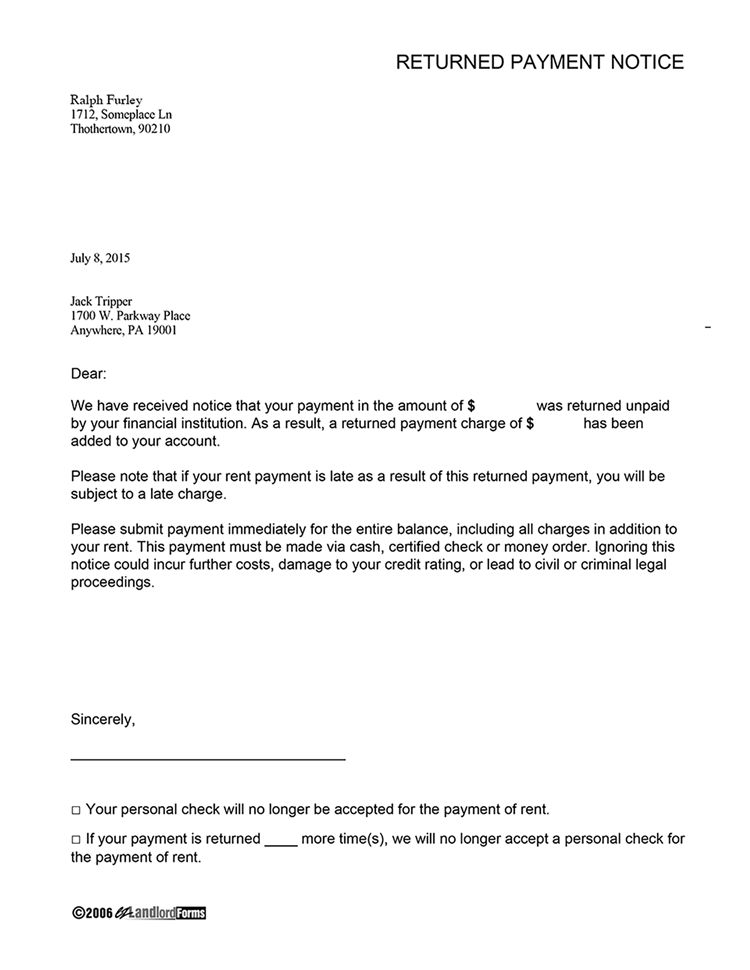 RETURNED PAYMENT NOTICE
Ralph Furley
1712, Someplace Ln
Thothertown, 90210
July 8, 2015
Jack Tripper
1700 W. Parkway Place
Anywhere, PA 19001
Dear:
We have received notice that your payment in the amount of $ was returned unpaid
by your financial institution. As a result, a returned payment charge of $ has been
added to your account.
Please note that if your rent payment is late as a result of this returned payment, you will be
subject to a late charge.
Please submit payment immediately for the entire balance, including all charges in addition to
your rent. This payment must be made via cash, certified check or money order. Ignoring this
notice could incur further costs, damage to your credit rating, or lead to civil or criminal legal
proceedings.
Sincerely,
□ Your personal check will no longer be accepted for the payment of rent.
□ If your payment is returned ____ more time(s), we will no longer accept a personal check for
the payment of rent.
©2006 ezLandlordForms